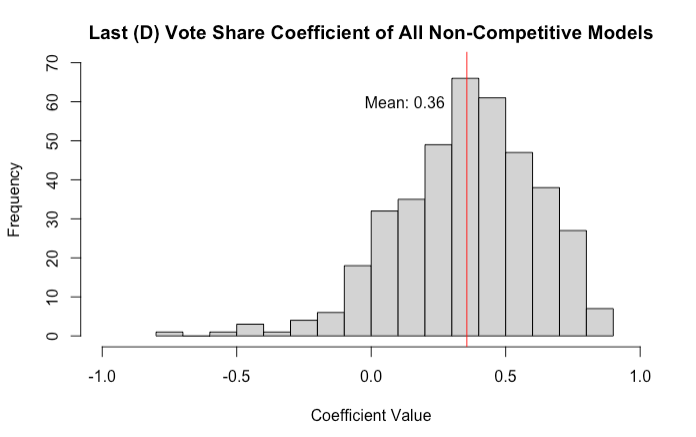 Last (D) Vote Share Coefficient of All Non-Competitive Models
Mean: 0.36
Frequency
70
60
50
40
30
20
10
0
-1.0 -0.5 0.0 0.5 1.0
Coefficient Value